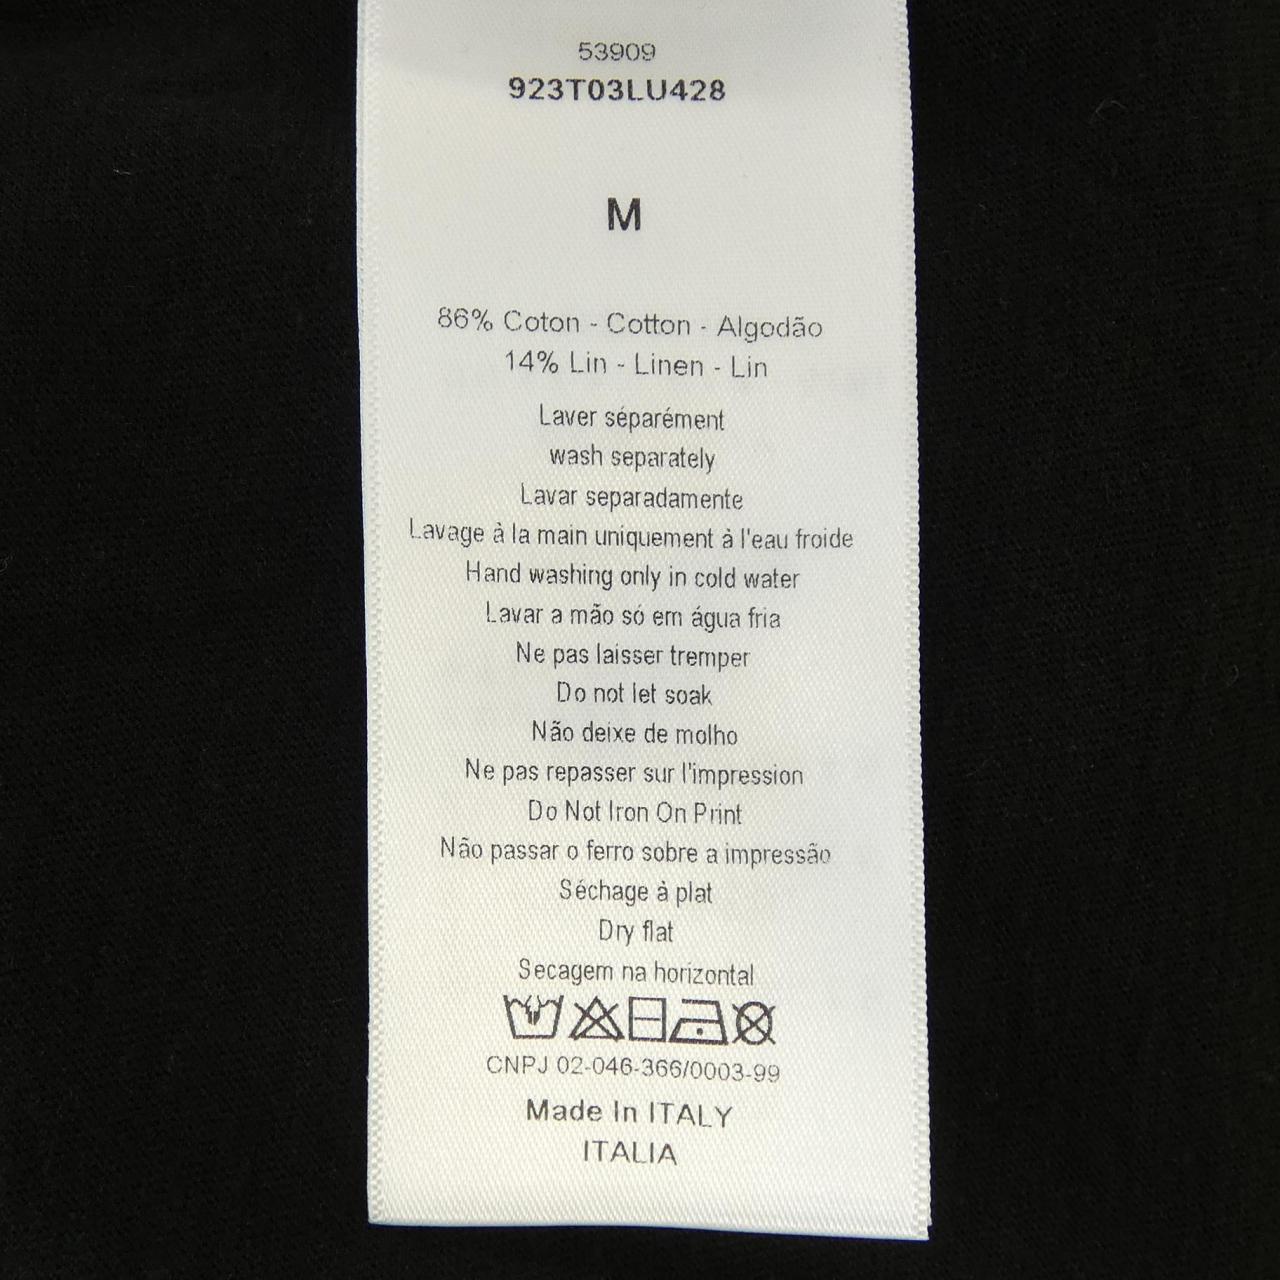 53909
923T03LU428
M
86% Coton - Cotton - Algodão
14% Lin - Linen - Lin
Laver séparément
wash separately
Lavar separadamente
Lavage à la main uniquement à l'eau froide
Hand washing only in cold water
Lavar a mão só em água fria
Ne pas laisser tremper
Do not let soak
Não deixe de molho
Ne pas repasser sur l'impression
Do Not Iron On Print
Não passar o ferro sobre a impressão
Séchage à plat
Dry flat
Secagem na horizontal
CNPJ 02-046-366/0003-99
Made In ITALY
ITALIA